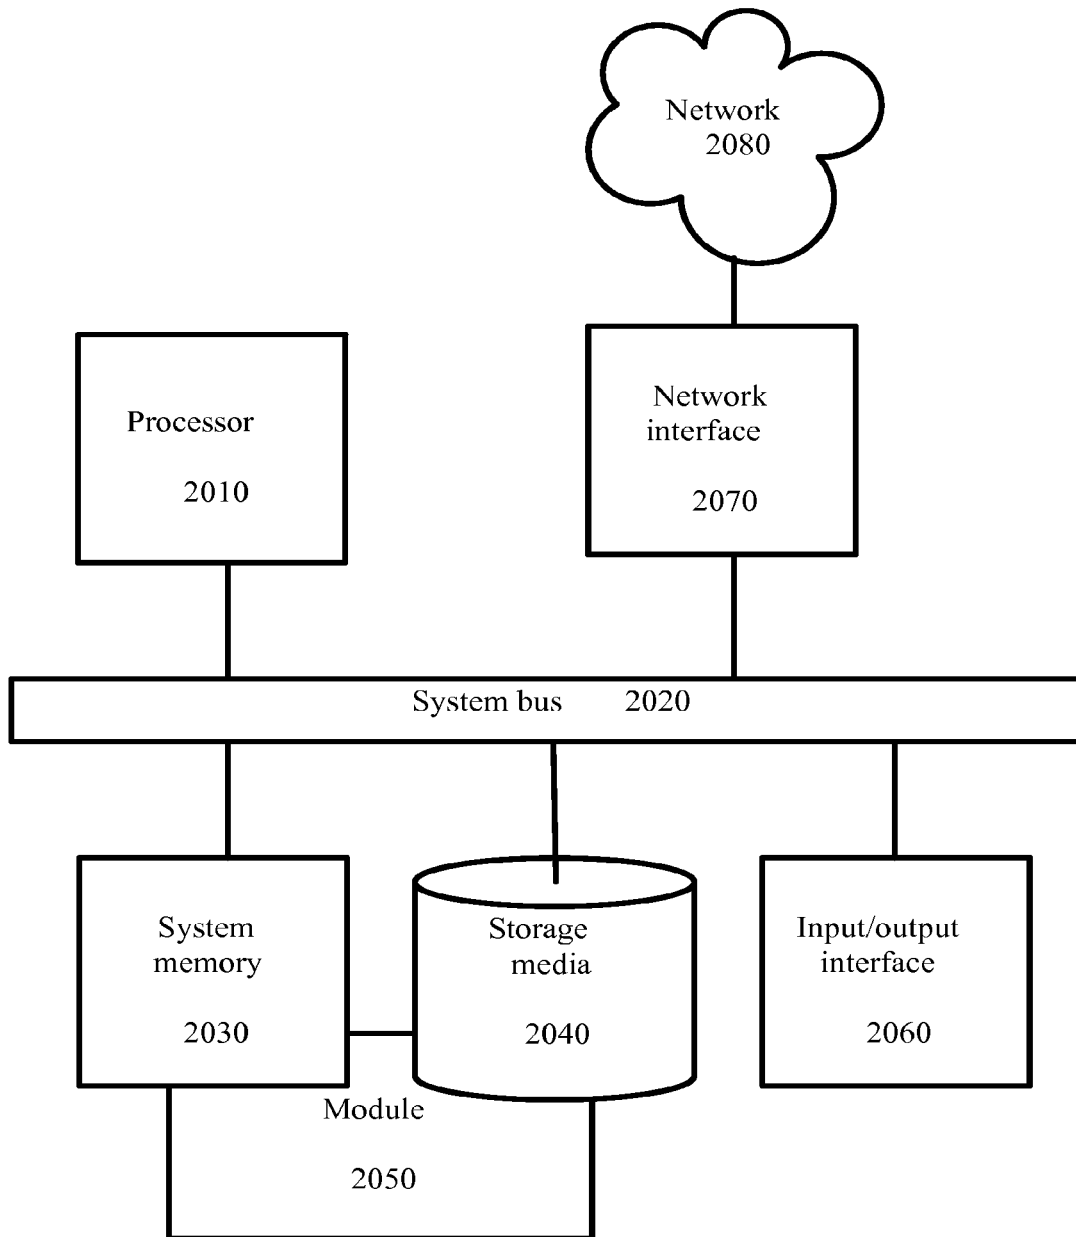 Network
2080
Processor
2010
Network
interface
2070
System bus 2020
System
memory
2030
Storage
media
2040
Input/output
interface
2060
Module
2050